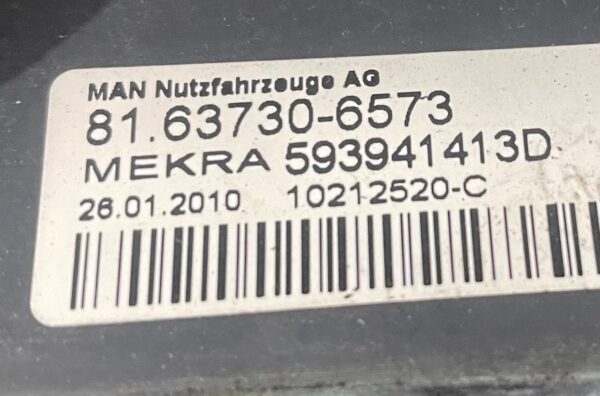 MAN Nutzfahrzeuge AG
81.63730-6573
MEKRA 593941413D
26.01.2010 10212520-C